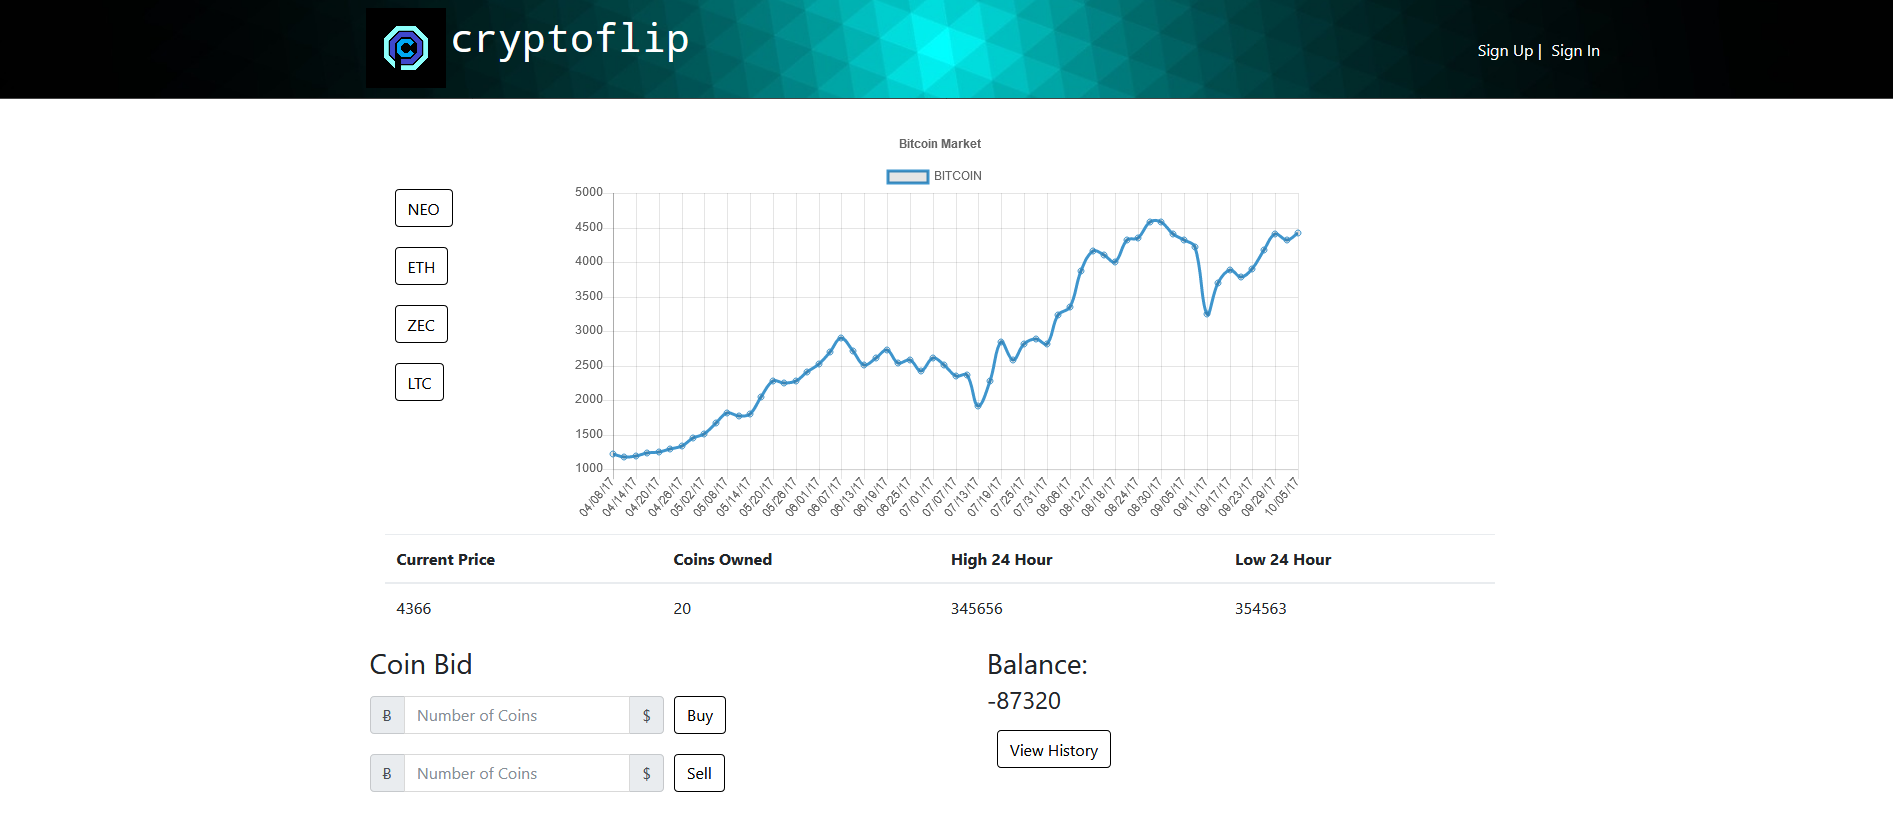 cryptoflip
Sign Up | Sign In
Bitcoin Market
BITCOIN
NEO
ETH
ZEC
LTC
5000
4500
4000
3500
3000
2500
2000
1500
1000
04/08/17 04/14/17 04/20/17 04/26/17 05/02/17 05/08/17 05/14/17 05/20/17 05/26/17 06/01/17 06/07/17 06/13/17 06/19/17 06/25/17 07/01/17 07/07/17 07/13/17 07/19/17 07/25/17 07/31/17 08/06/17 08/12/17 08/18/17 08/24/17 08/30/17 09/05/17 09/11/17 09/17/17 09/23/17 09/29/17 10/05/17
Current Price Coins Owned High 24 Hour Low 24 Hour
4366 20 345656 354563
Coin Bid
Ƀ Number of Coins $ Buy
Ƀ Number of Coins $ Sell
Balance:
-87320
View History